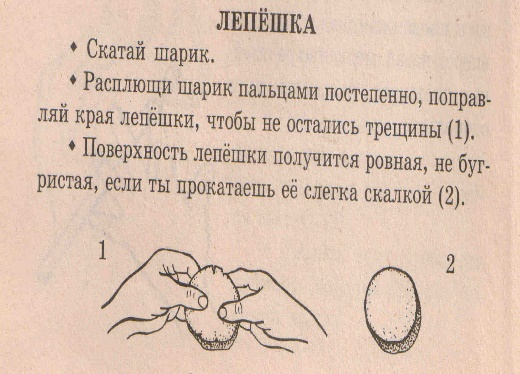 ЛЕПЁШКА
• Скатай шарик.
• Расплющи шарик пальцами постепенно, поправ-
ляй края лепёшки, чтобы не остались трещины (1).
• Поверхность лепёшки получится ровная, не буг-
ристая, если ты прокатаешь её слегка скалкой (2).
1
2